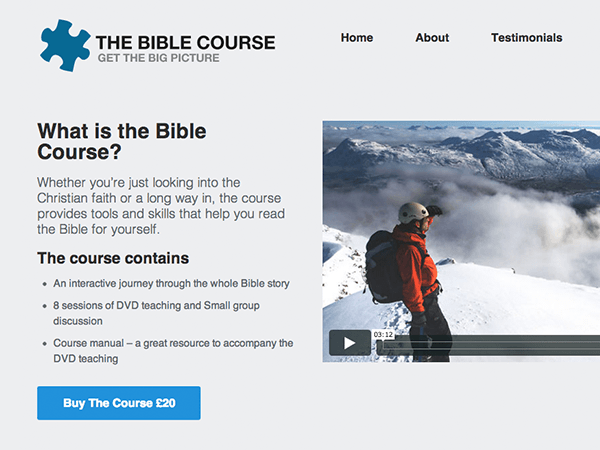 THE BIBLE COURSE
GET THE BIG PICTURE
Home About Testimonials
What is the Bible
Course?
Whether you're just looking into the
Christian faith or a long way in, the course
provides tools and skills that help you read
the Bible for yourself.
The course contains
• An interactive journey through the whole Bible story
• 8 sessions of DVD teaching and Small group
discussion
• Course manual – a great resource to accompany the
DVD teaching
Buy The Course £20
03:12